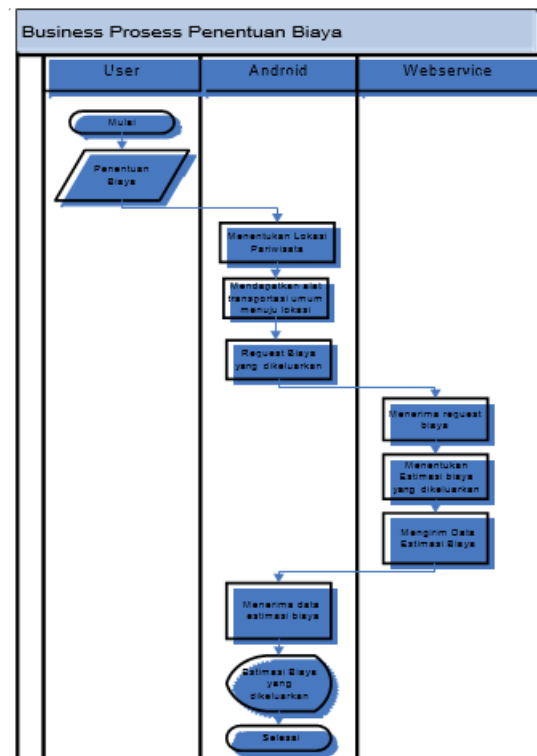 Business Prosess Penentuan Biaya
User
Android
Webservice
Mulai
Penentuan
Biaya
Menentukan Lokasi
Pariwisata
Mendapatkan alat
transportasi umum
menuju lokasi
Request Biaya
yang dikeluarkan
Menerima request
biaya
Menentukan
Estimasi biaya
yang dikeluarkan
Mengirim Data
Estimasi Biaya
Menerima data
estimasi biaya
Estimasi Biaya
yang
dikeluarkan
Selesai